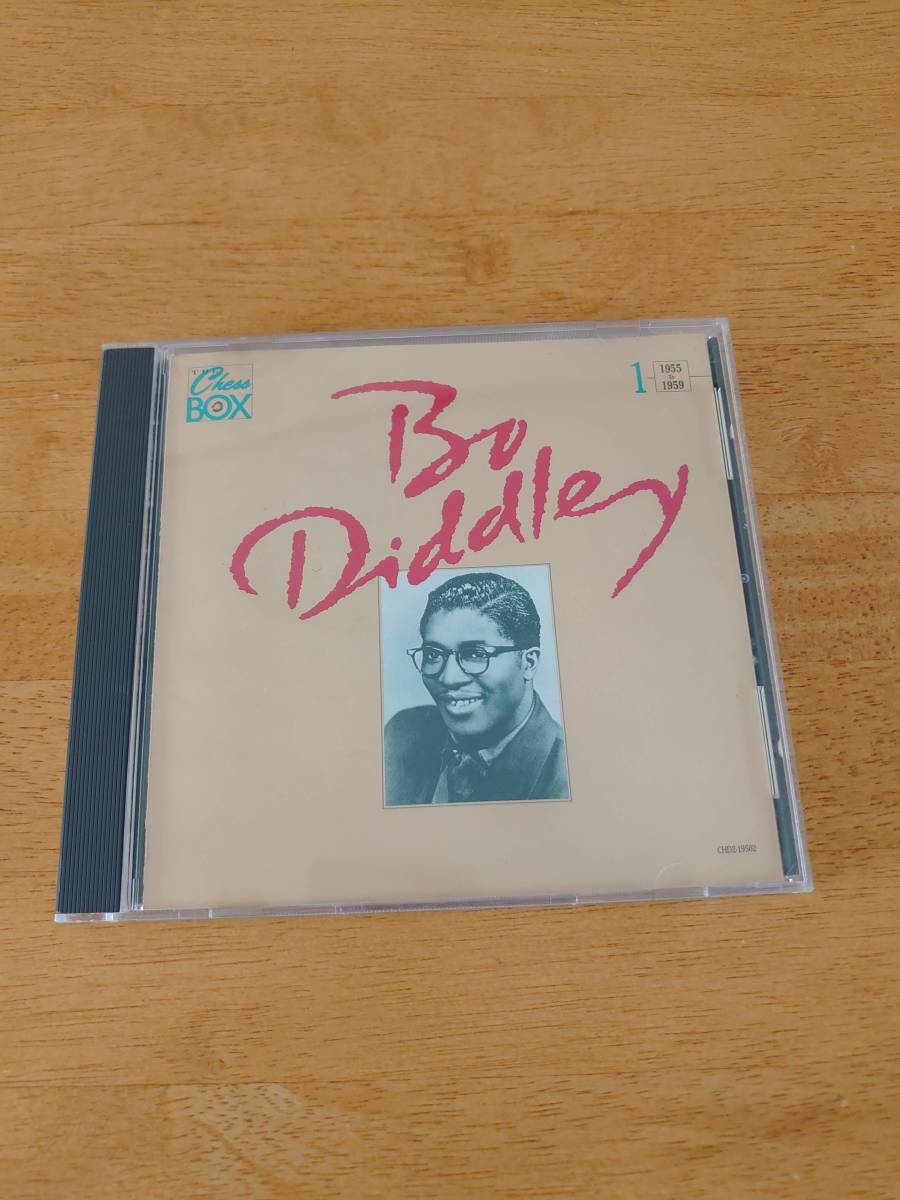 THE
Chess
BOX
1
1955
To
1959
Bo
Diddley
CHD2-19502